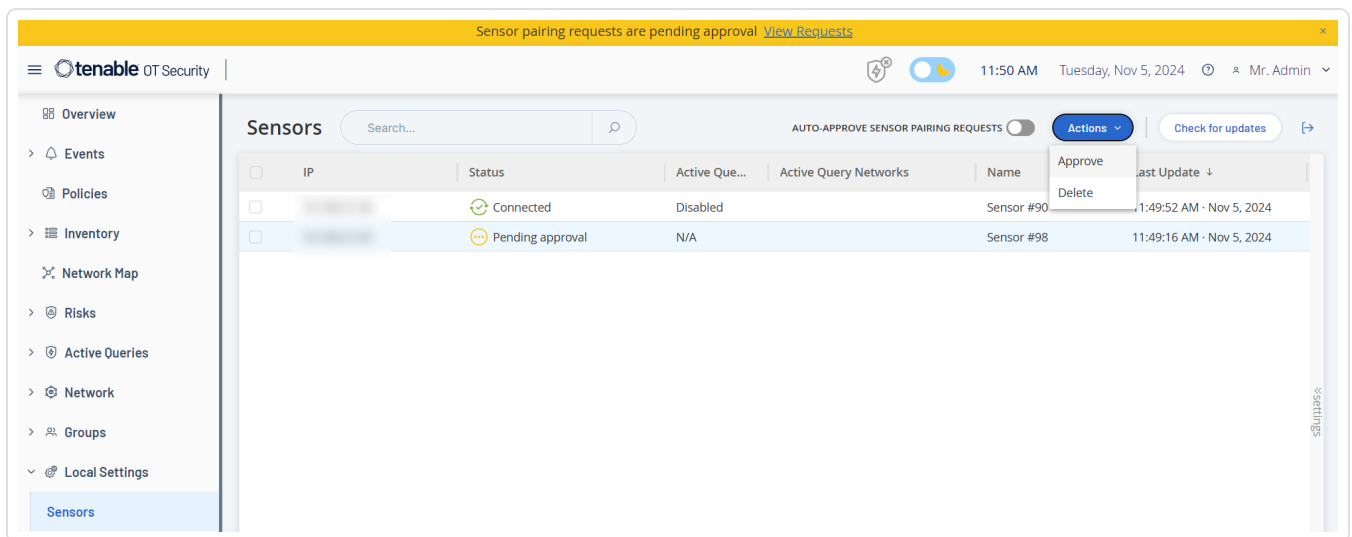 Sensor pairing requests are pending approval View Requests ×
tenable OT Security
11:50 AM Tuesday, Nov 5, 2024 Mr. Admin
Overview
Events
Policies
Inventory
Network Map
Risks
Active Queries
Network
Groups
Local Settings
Sensors
Sensors Search... AUTO-APPROVE SENSOR PAIRING REQUESTS Actions Check for updates
Approve
Delete
IP Status Active Que... Active Query Networks Name Last Update ↓
Connected Disabled Sensor #90 11:49:52 AM · Nov 5, 2024
Pending approval N/A Sensor #98 11:49:16 AM · Nov 5, 2024
settings